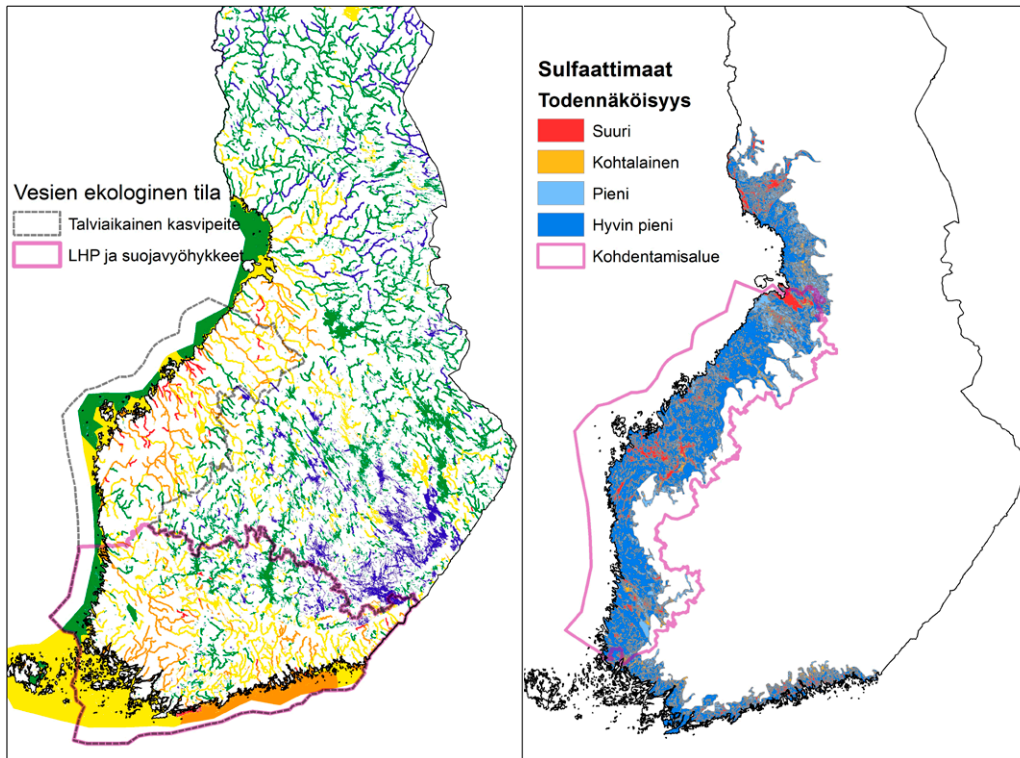 Vesien ekologinen tila
Talviaikainen kasvipeite
LHP ja suojavyöhykkeet
Sulfaattimaat
Todennäköisyys
Suuri
Kohtalainen
Pieni
Hyvin pieni
Kohdentamisalue